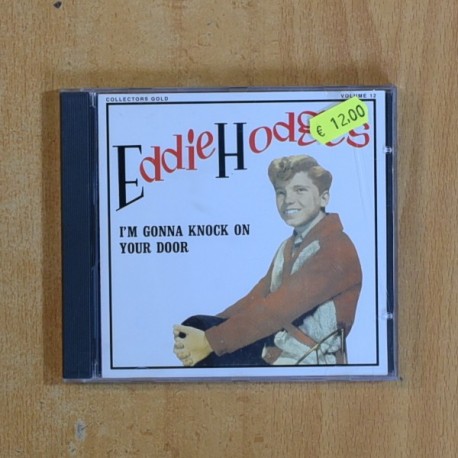 COLLECTORS GOLD
VOLUME 12
Eddie Hodges
€ 12.00
I'M GONNA KNOCK ON
YOUR DOOR